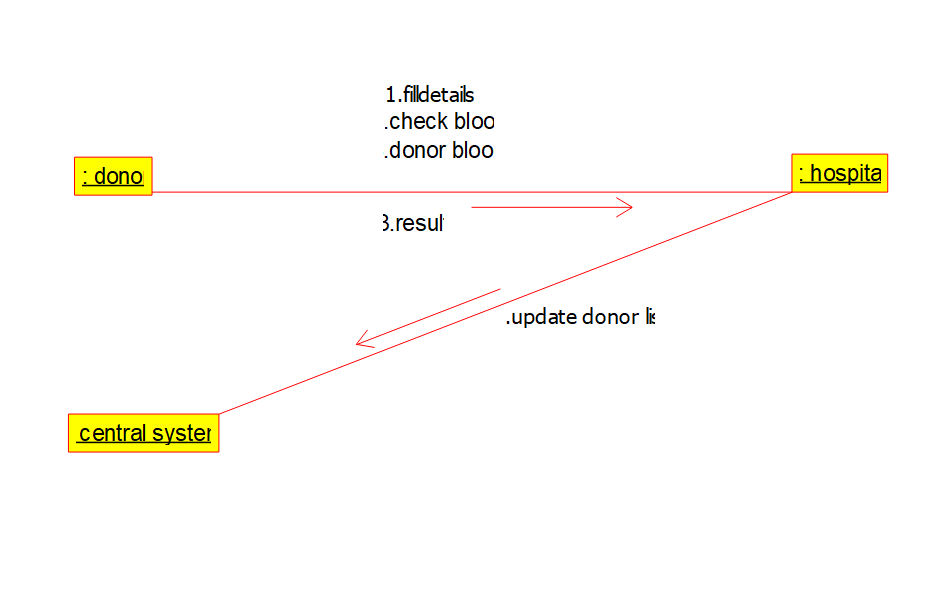 1.filldetails
.check bloo
.donor bloo
: dono
: hospita
3.resul
.update donor lis
central syster